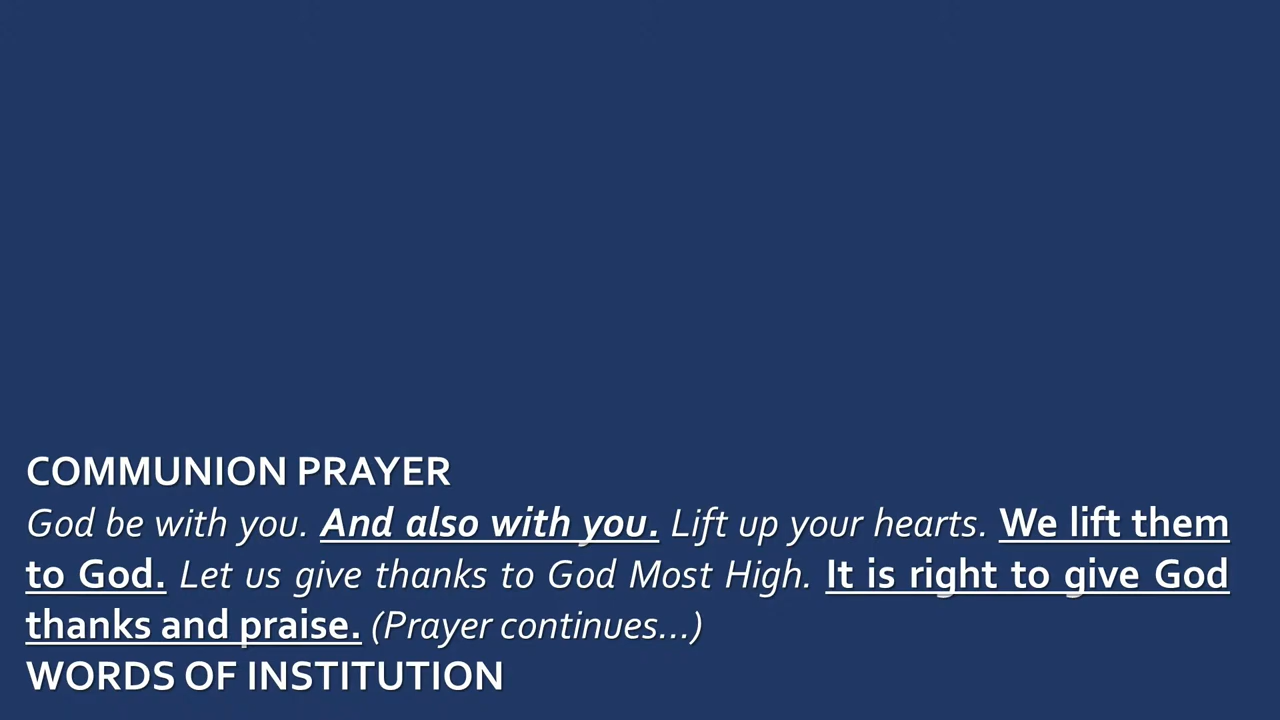 COMMUNION PRAYER
God be with you. And also with you. Lift up your hearts. We lift them
to God. Let us give thanks to God Most High. It is right to give God
thanks and praise. (Prayer continues...)
WORDS OF INSTITUTION